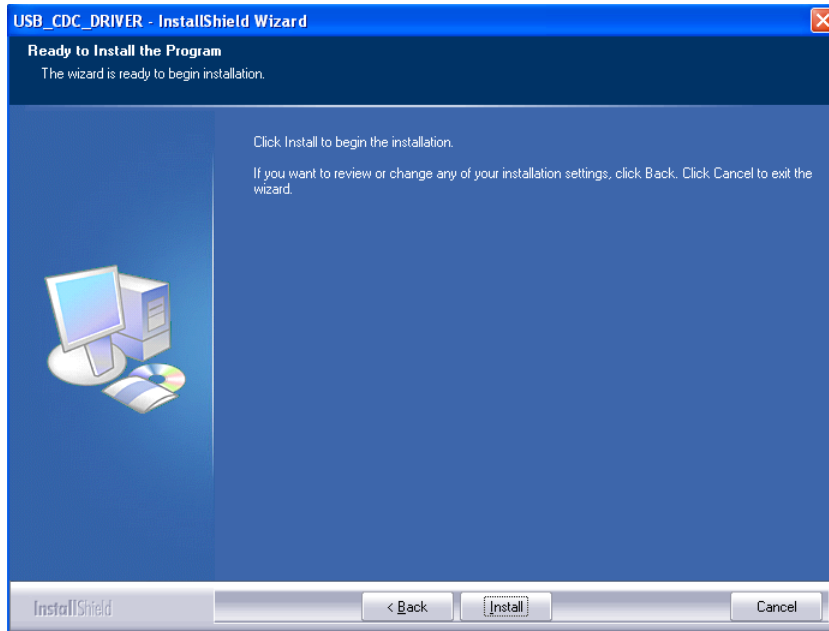 USB_CDC_DRIVER - InstallShield Wizard
Ready to Install the Program
The wizard is ready to begin installation.
Click Install to begin the installation.
If you want to review or change any of your installation settings, click Back. Click Cancel to exit the
wizard.
InstallShield
< Back
Install
Cancel